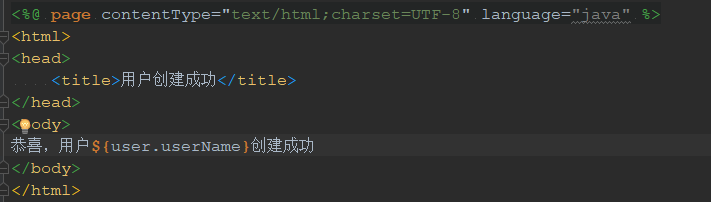 <%@ page contentType="text/html;charset=UTF-8" language="java" %>
<html>
<head>
    <title>用户创建成功</title>
</head>
<body>
恭喜，用户${user.userName}创建成功
</body>
</html>